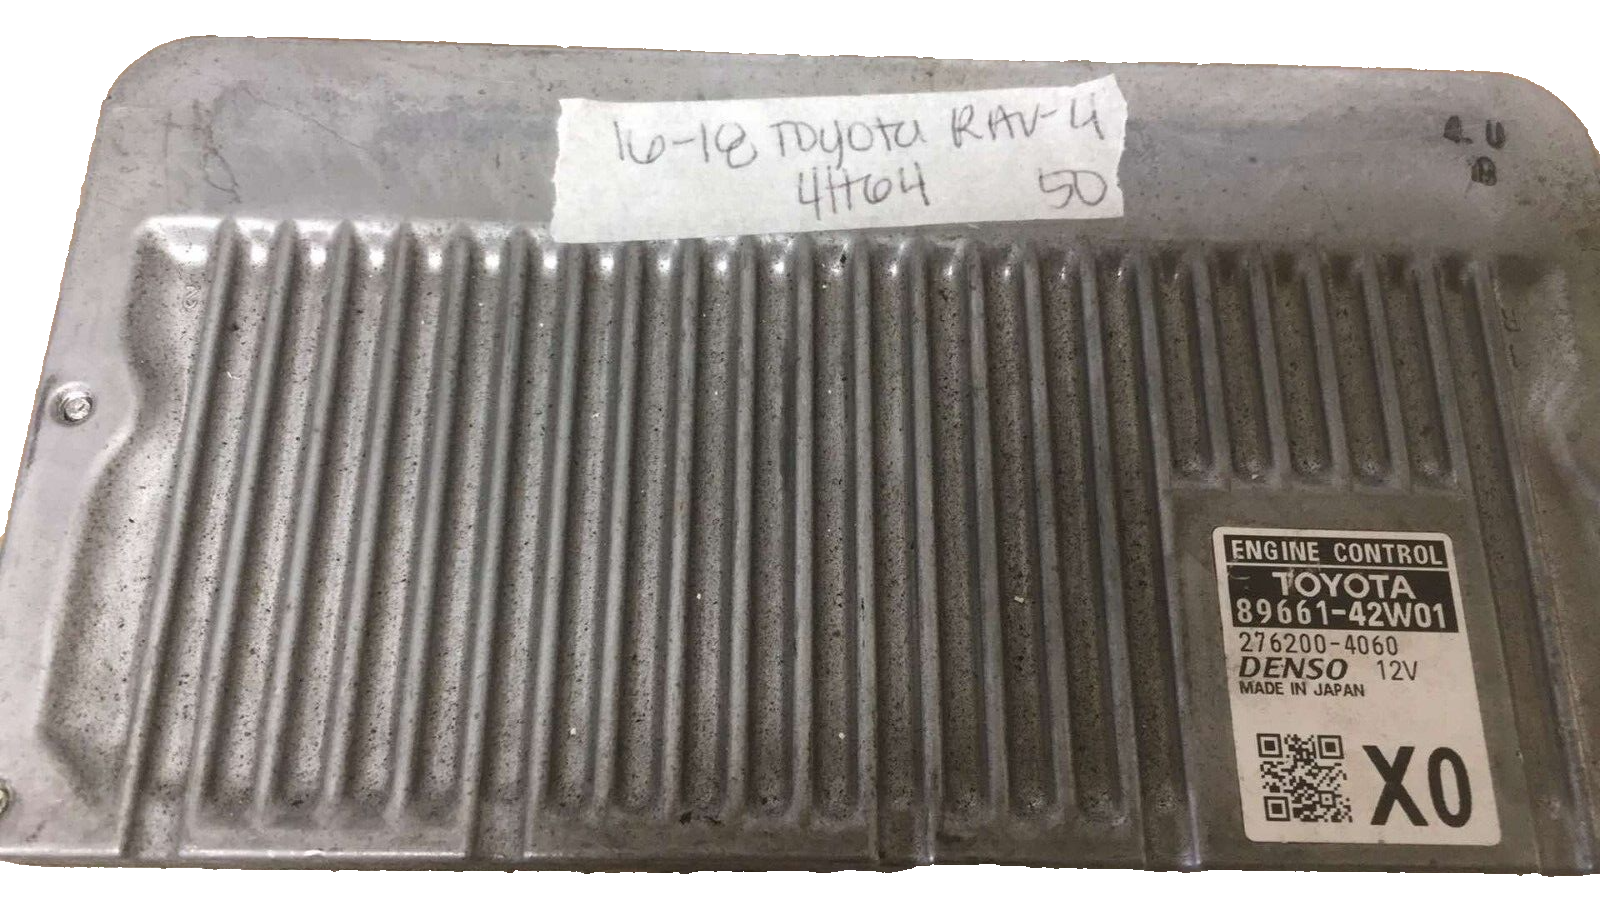 16-18 TOyOta RAV-4
4H64 50
4. U
ENGINE CONTROL
TOYOTA
89661-42W01
276200-4060
DENSO 12V
MADE IN JAPAN
X0